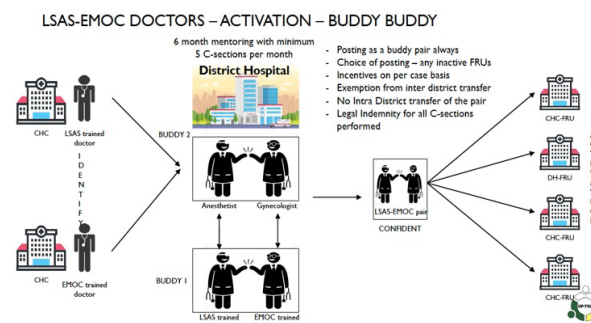 LSAS-EMOC DOCTORS – ACTIVATION – BUDDY BUDDY
6 month mentoring with minimum
5 C-sections per month
District Hospital
- Posting as a buddy pair always
- Choice of posting – any inactive FRUs
- Incentives on per case basis
- Exemption from inter district transfer
- No Intra District transfer of the pair
- Legal Indemnity for all C-sections
performed
CHC
LSAS trained
doctor
IDENTIFY
CHC
EMOC trained
doctor
BUDDY 2
Anesthetist
Gynecologist
BUDDY 1
LSAS trained
EMOC trained
LSAS-EMOC pair
CONFIDENT
CHC-FRU
DH-FRU
CHC-FRU
CHC-FRU